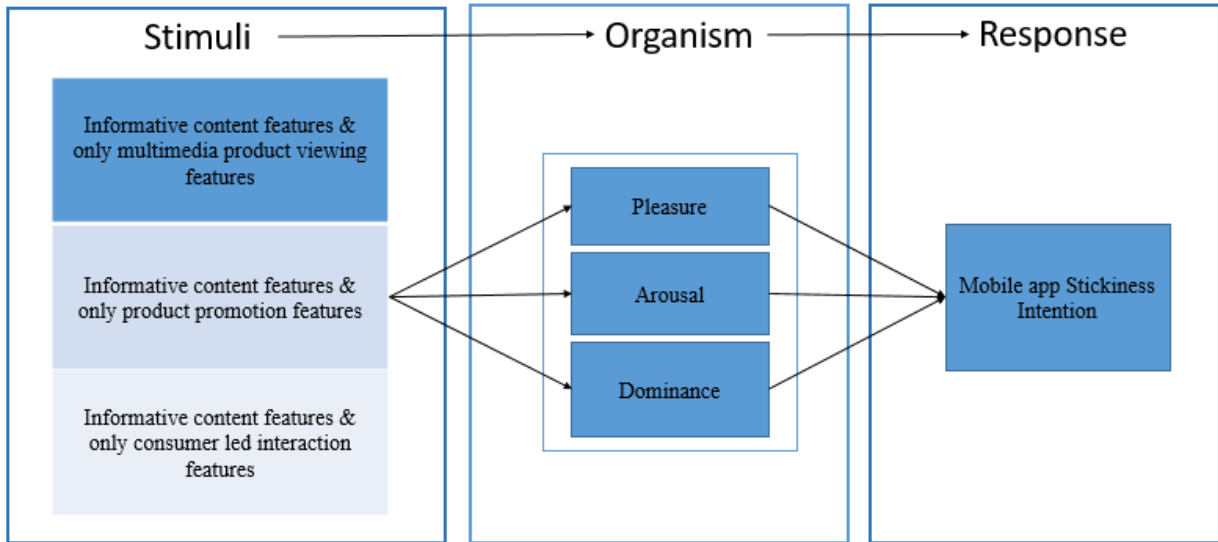 Stimuli
Organism
Response
Informative content features &
only multimedia product viewing
features
Informative content features &
only product promotion features
Informative content features &
only consumer led interaction
features
Pleasure
Arousal
Dominance
Mobile app Stickiness
Intention